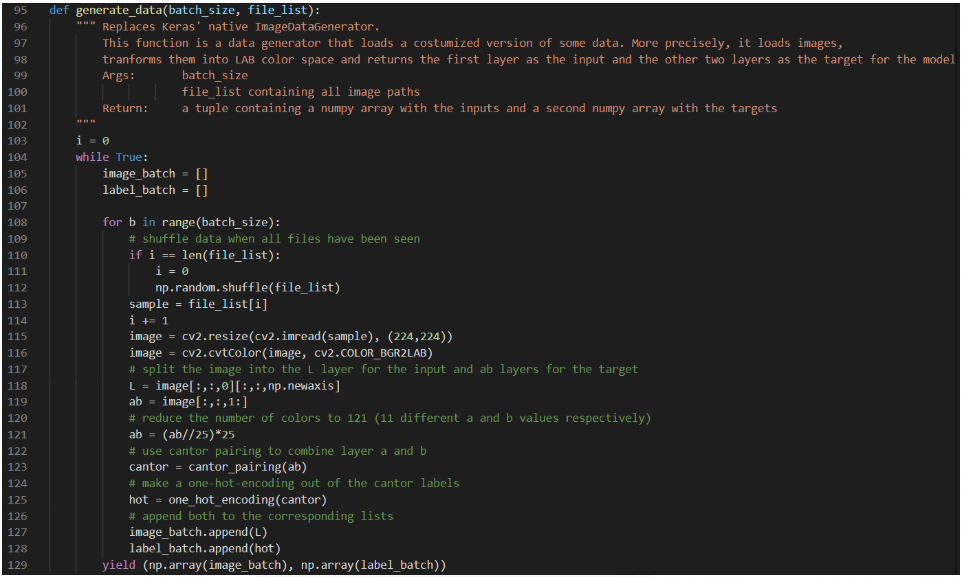 95 def generate_data(batch_size, file_list):
96     """ Replaces Keras' native ImageDataGenerator.
97         This function is a data generator that loads a costumized version of some data. More precisely, it loads images,
98         tranforms them into LAB color space and returns the first layer as the input and the other two layers as the target for the model
99         Args:       batch_size
100                     file_list containing all image paths
101         Return:     a tuple containing a numpy array with the inputs and a second numpy array with the targets
102     """
103     i = 0
104     while True:
105         image_batch = []
106         label_batch = []
107
108         for b in range(batch_size):
109             # shuffle data when all files have been seen
110             if i == len(file_list):
111                 i = 0
112                 np.random.shuffle(file_list)
113             sample = file_list[i]
114             i += 1
115             image = cv2.resize(cv2.imread(sample), (224,224))
116             image = cv2.cvtColor(image, cv2.COLOR_BGR2LAB)
117             # split the image into the L layer for the input and ab layers for the target
118             L = image[:,:,0][:,:,np.newaxis]
119             ab = image[:,:,1:]
120             # reduce the number of colors to 121 (11 different a and b values respectively)
121             ab = (ab//25)*25
122             # use cantor pairing to combine layer a and b
123             cantor = cantor_pairing(ab)
124             # make a one-hot-encoding out of the cantor labels
125             hot = one_hot_encoding(cantor)
126             # append both to the corresponding lists
127             image_batch.append(L)
128             label_batch.append(hot)
129         yield (np.array(image_batch), np.array(label_batch))